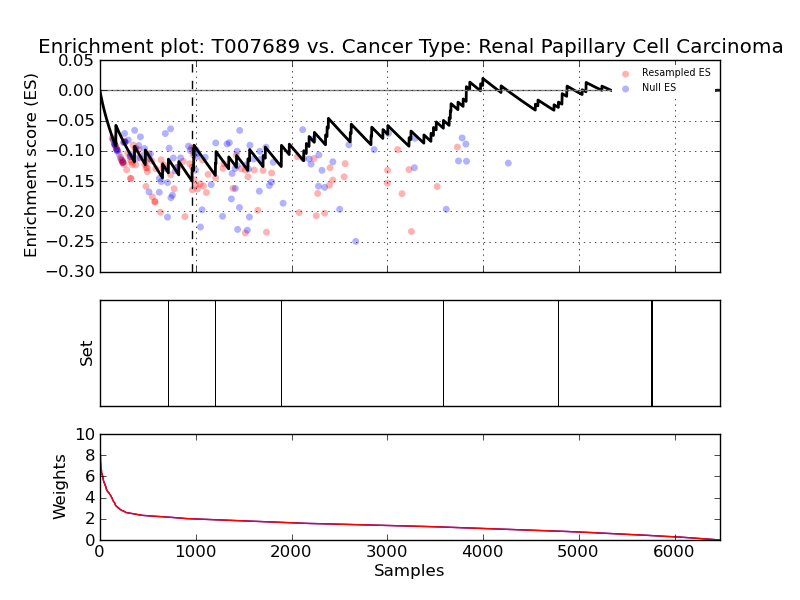 Enrichment plot: T007689 vs. Cancer Type: Renal Papillary Cell Carcinoma
Enrichment score (ES)
0.05
0.00
−0.05
−0.10
−0.15
−0.20
−0.25
−0.30
Resampled ES
Null ES
Set
Weights
10
8
6
4
2
0
0 1000 2000 3000 4000 5000 6000
Samples